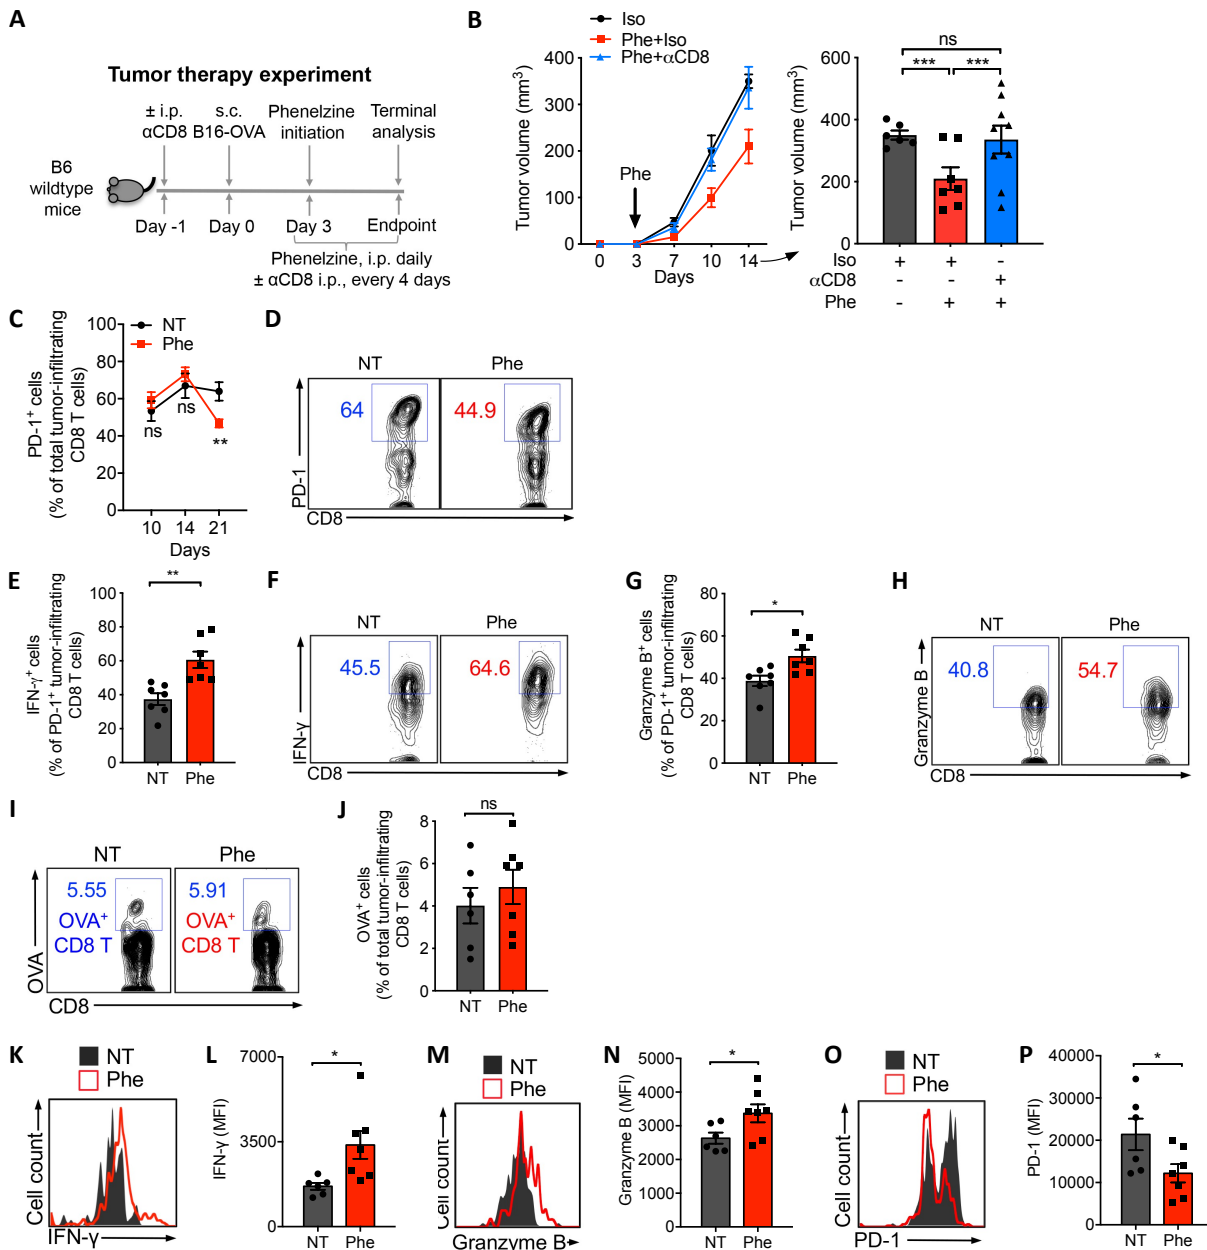 A
Tumor therapy experiment
± i.p.
αCD8
s.c.
B16-OVA
Phenelzine
initiation
Terminal
analysis
B6
wildtype
mice
Day -1
Day 0
Day 3
Endpoint
Phenelzine, i.p. daily
± αCD8 i.p., every 4 days
B
Iso
Phe+Iso
Phe+αCD8
Tumor volume (mm³)
400
300
200
100
0
Phe
0 3 7 10 14
Days
Tumor volume (mm³)
600
400
200
0
ns
*** ***
Iso + + -
αCD8 - - +
Phe - + +
C
NT
Phe
PD-1⁺ cells
(% of total tumor-infiltrating
CD8 T cells)
100
80
60
40
20
0
ns
ns
**
10 14 21
Days
D
NT Phe
64
44.9
PD-1
CD8
E
IFN-γ⁺ cells
(% of PD-1⁺ tumor-infiltrating
CD8 T cells)
100
80
60
40
20
0
**
NT Phe
F
NT Phe
45.5
64.6
IFN-γ
CD8
G
Granzyme B⁺ cells
(% of PD-1⁺ tumor-infiltrating
CD8 T cells)
80
60
40
20
0
*
NT Phe
H
NT Phe
40.8
54.7
Granzyme B
CD8
I
NT Phe
5.55
OVA⁺
CD8 T
5.91
OVA⁺
CD8 T
OVA
CD8
J
OVA⁺ cells
(% of total tumor-infiltrating
CD8 T cells)
8
6
4
2
0
ns
NT Phe
K
NT
Phe
Cell count
IFN-γ
L
IFN-γ (MFI)
7000
3500
0
*
NT Phe
M
NT
Phe
Cell count
Granzyme B
N
Granzyme B (MFI)
5000
4000
3000
2000
1000
0
*
NT Phe
O
NT
Phe
Cell count
PD-1
P
PD-1 (MFI)
40000
30000
20000
10000
0
*
NT Phe